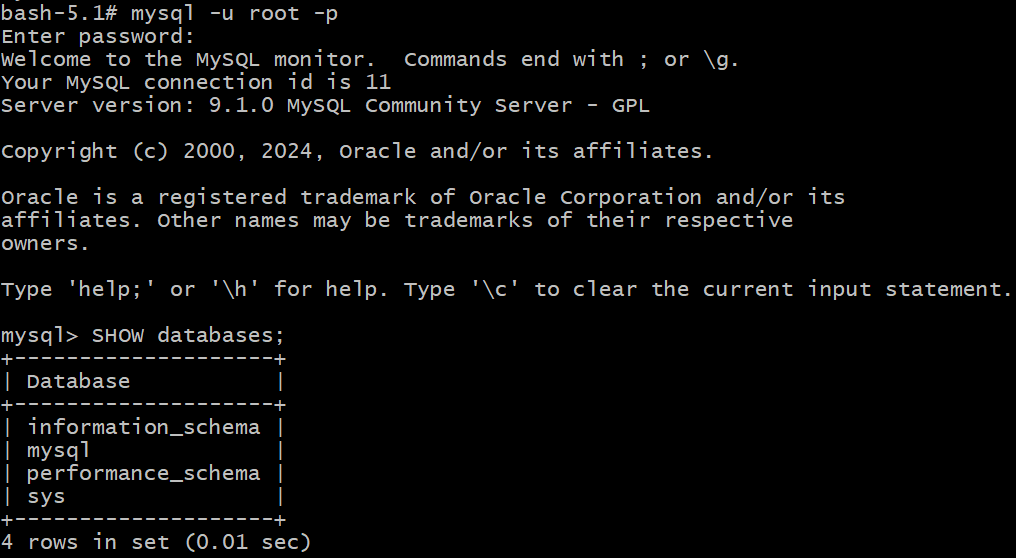 bash-5.1# mysql -u root -p
Enter password:
Welcome to the MySQL monitor.  Commands end with ; or \g.
Your MySQL connection id is 11
Server version: 9.1.0 MySQL Community Server - GPL
Copyright (c) 2000, 2024, Oracle and/or its affiliates.
Oracle is a registered trademark of Oracle Corporation and/or its
affiliates. Other names may be trademarks of their respective
owners.
Type 'help;' or '\h' for help. Type '\c' to clear the current input statement.
mysql> SHOW databases;
+--------------------+
| Database           |
+--------------------+
| information_schema |
| mysql              |
| performance_schema |
| sys                |
+--------------------+
4 rows in set (0.01 sec)